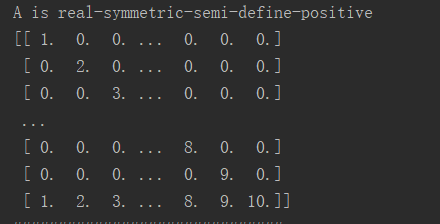 A is real-symmetric-semi-define-positive
[[ 1. 0. 0. ... 0. 0. 0.]
[ 0. 2. 0. ... 0. 0. 0.]
[ 0. 0. 3. ... 0. 0. 0.]
...
[ 0. 0. 0. ... 8. 0. 0.]
[ 0. 0. 0. ... 0. 9. 0.]
[ 1. 2. 3. ... 8. 9. 10.]]